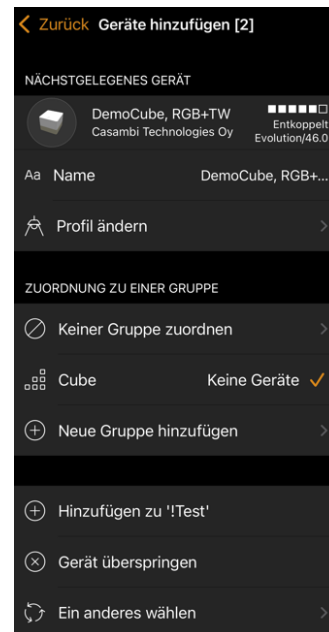 Zurück Geräte hinzufügen [2]
NÄCHSTGELEGENES GERÄT
DemoCube, RGB+TW
Casambi Technologies Oy
Entkoppelt
Evolution/46.0
Aa Name DemoCube, RGB+...
Profil ändern
ZUORDNUNG ZU EINER GRUPPE
Keiner Gruppe zuordnen
Cube Keine Geräte
Neue Gruppe hinzufügen
Hinzufügen zu '!Test'
Gerät überspringen
Ein anderes wählen